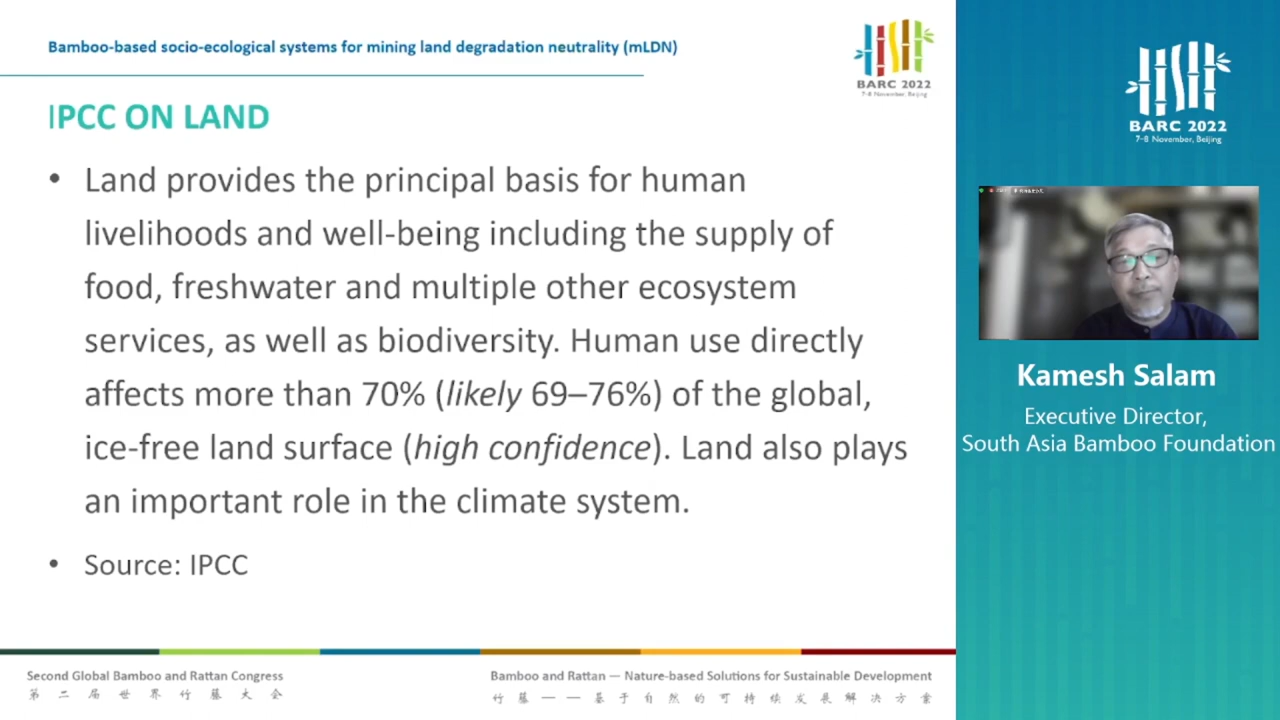 Bamboo-based socio-ecological systems for mining land degradation neutrality (mLDN)
BARC 2022
7-8 November, Beijing
IPCC ON LAND
• Land provides the principal basis for human
livelihoods and well-being including the supply of
food, freshwater and multiple other ecosystem
services, as well as biodiversity. Human use directly
affects more than 70% (likely 69–76%) of the global,
ice-free land surface (high confidence). Land also plays
an important role in the climate system.
• Source: IPCC
Second Global Bamboo and Rattan Congress
第二届世界竹藤大会
Bamboo and Rattan — Nature-based Solutions for Sustainable Development
竹藤——基于自然的可持续发展解决方案
BARC 2022
7-8 November, Beijing
Kamesh Salam
Executive Director,
South Asia Bamboo Foundation